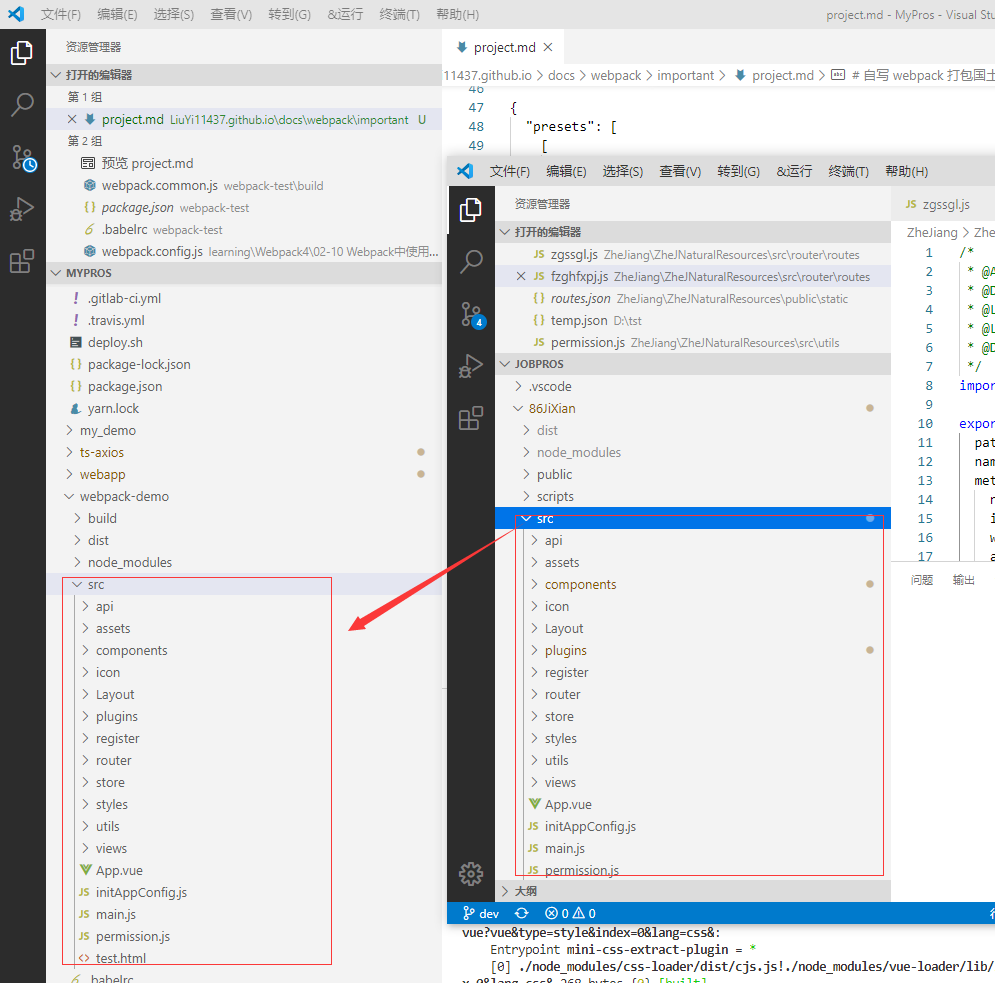 文件(F) 编辑(E) 选择(S) 查看(V) 转到(G) &运行 终端(T) 帮助(H)
project.md - MyPros - Visual Stu
资源管理器
打开的编辑器
第 1 组
project.md LiuYi11437.github.io\docs\webpack\important U
第 2 组
预览 project.md
webpack.common.js webpack-test\build
package.json webpack-test
.babelrc webpack-test
webpack.config.js learning\Webpack4\02-10 Webpack中使用...
MYPROS
.gitlab-ci.yml
.travis.yml
deploy.sh
package-lock.json
package.json
yarn.lock
my_demo
ts-axios
webapp
webpack-demo
build
dist
node_modules
src
api
assets
components
icon
Layout
plugins
register
router
store
styles
utils
views
App.vue
initAppConfig.js
main.js
permission.js
test.html
.babelrc
project.md
11437.github.io > docs > webpack > important > project.md > # 自写 webpack 打包国土
46
47 {
48 "presets": [
49 [
文件(F) 编辑(E) 选择(S) 查看(V) 转到(G) &运行 终端(T) 帮助(H)
资源管理器
打开的编辑器
zgssgl.js ZheJiang\ZheJNaturalResources\src\router\routes
fzghfxpj.js ZheJiang\ZheJNaturalResources\src\router\routes
routes.json ZheJiang\ZheJNaturalResources\public\static
temp.json D:\tst
permission.js ZheJiang\ZheJNaturalResources\src\utils
JOBPROS
.vscode
86JiXian
dist
node_modules
public
scripts
src
api
assets
components
icon
Layout
plugins
register
router
store
styles
utils
views
App.vue
initAppConfig.js
main.js
permission.js
大纲
4
dev 0 0
zgssgl.js
ZheJiang > Zhe
1 /*
2 * @A
3 * @D
4 * @L
5 * @L
6 * @D
7 */
8 impor
9
10 expor
11 pat
12 nam
13 met
14 r
15 i
16 w
17 a
问题 输出
vue?vue&type=style&index=0&lang=css&:
Entrypoint mini-css-extract-plugin = *
[0] ./node_modules/css-loader/dist/cjs.js!./node_modules/vue-loader/lib/
x=0&lang=css& 268 bytes {0} [built]